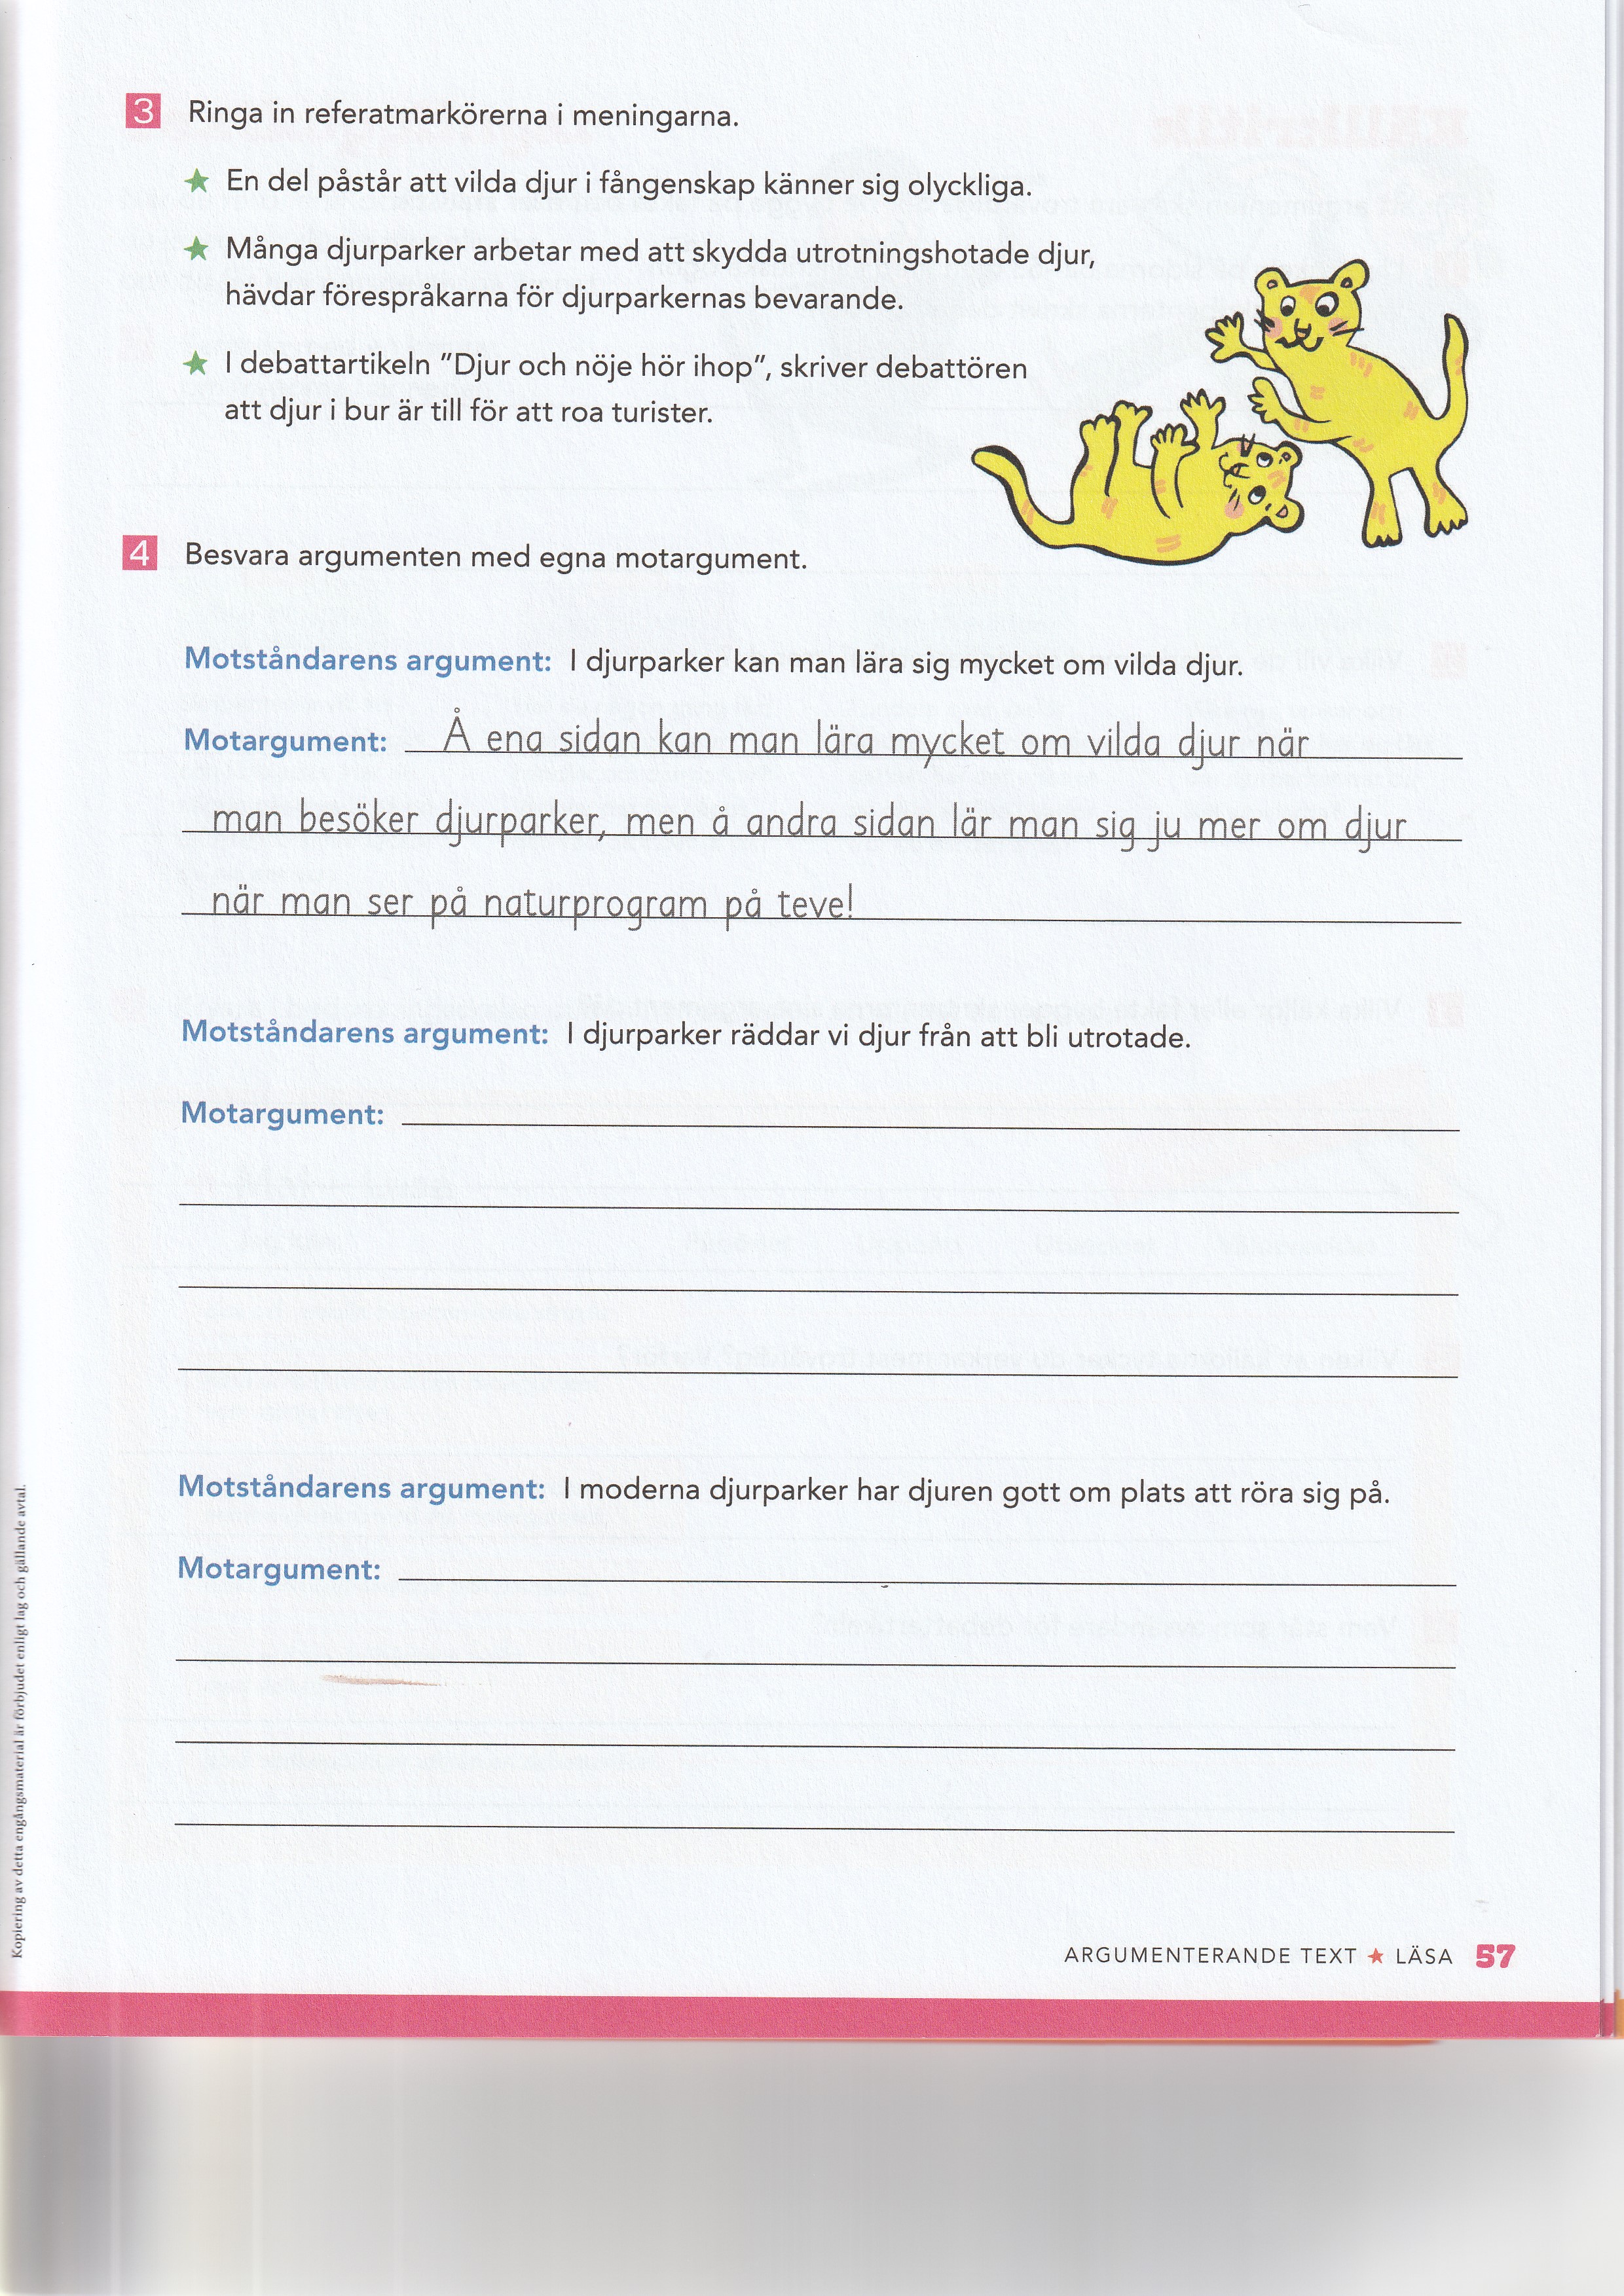 3 Ringa in referatmarkörerna i meningarna.
En del påstår att vilda djur i fångenskap känner sig olyckliga.
Många djurparker arbetar med att skydda utrotningshotade djur,
hävdar förespråkarna för djurparkernas bevarande.
I debattartikeln ”Djur och nöje hör ihop”, skriver debattören
att djur i bur är till för att roa turister.
4 Besvara argumenten med egna motargument.
Motståndarens argument: I djurparker kan man lära sig mycket om vilda djur.
Motargument: Å ena sidan kan man lära mycket om vilda djur när
man besöker djurparker, men å andra sidan lär man sig ju mer om djur
när man ser på naturprogram på teve!
Motståndarens argument: I djurparker räddar vi djur från att bli utrotade.
Motargument:
Motståndarens argument: I moderna djurparker har djuren gott om plats att röra sig på.
Motargument:
Kopiering av detta engångsmaterial är förbjudet enligt lag och gällande avtal.
ARGUMENTERANDE TEXT ★ LÄSA 57